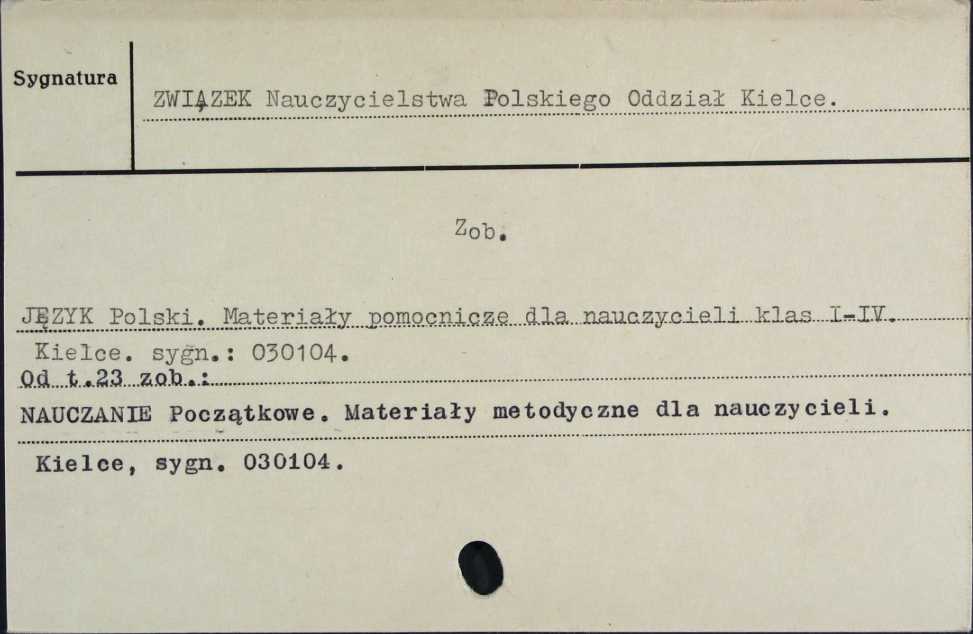 Sygnatura
ZWIĄZEK Nauczycielstwa Polskiego Oddział Kielce.
Zob.
JĘZYK Polski. Materiały pomocnicze dla nauczycieli klas I-IV.
Kielce. sygn.: 030104.
Od t.23 zob.:
NAUCZANIE Początkowe. Materiały metodyczne dla nauczycieli.
Kielce, sygn. 030104.